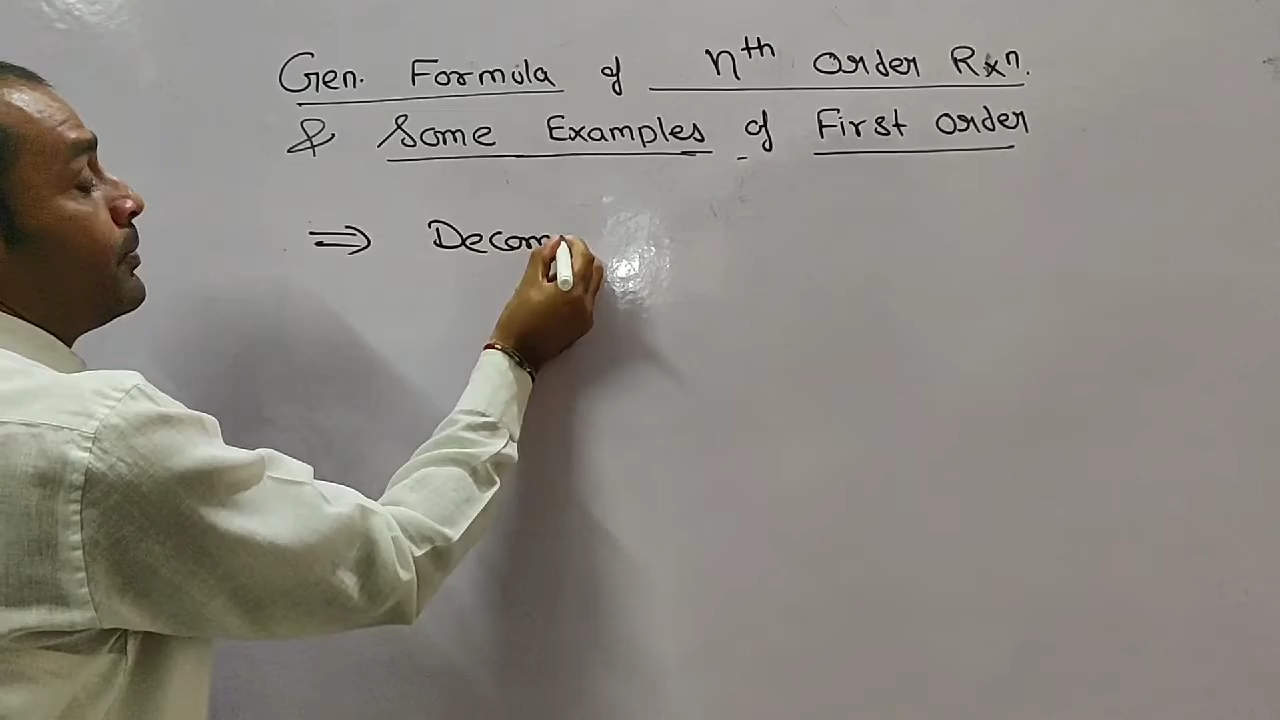 Gen. Formula of nth Order Rxn.
& Some Examples of First Order
⇒ Decom